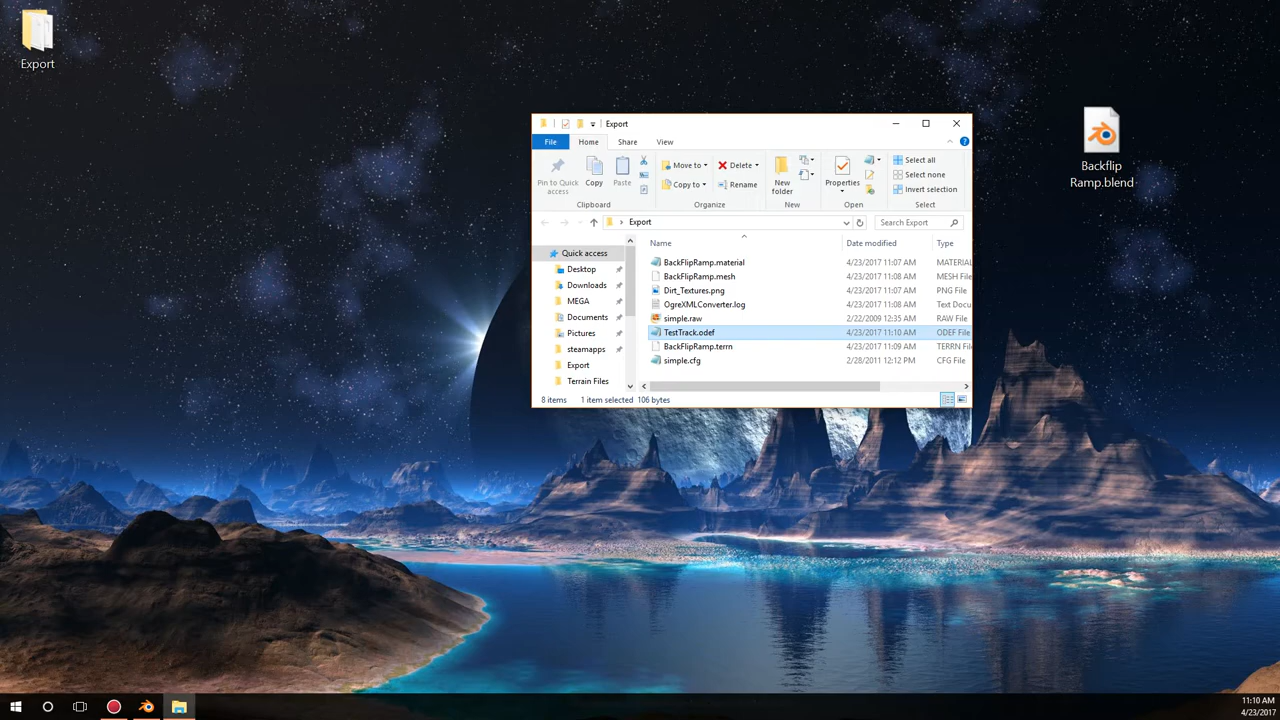 Export
Backflip
Ramp.blend
Export
File
Home
Share
View
Pin to Quick
access
Copy
Paste
Move to
Copy to
Delete
Rename
New
folder
Properties
Select all
Select none
Invert selection
Clipboard
Organize
New
Open
Select
Export
Search Export
Quick access
Desktop
Downloads
MEGA
Documents
Pictures
steamapps
Export
Terrain Files
Name
Date modified
Type
BackFlipRamp.material
4/23/2017 11:07 AM
MATERIAL
BackFlipRamp.mesh
4/23/2017 11:08 AM
MESH File
Dirt_Textures.png
4/23/2017 11:07 AM
PNG File
OgreXMLConverter.log
4/23/2017 11:08 AM
Text Docu
simple.raw
2/22/2009 12:35 AM
RAW File
TestTrack.odef
4/23/2017 11:10 AM
ODEF File
BackFlipRamp.terrn
4/23/2017 11:09 AM
TERRN File
simple.cfg
2/28/2011 12:12 PM
CFG File
8 items
1 item selected
106 bytes
11:10 AM
4/23/2017